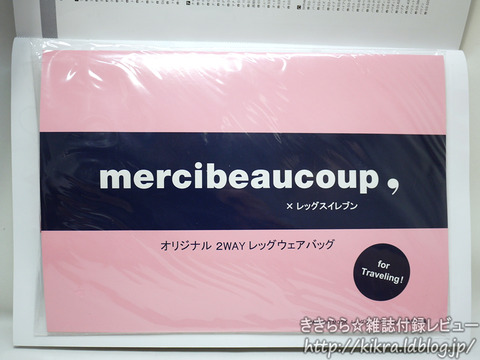 mercibeaucoup,
×レッグスイレブン
オリジナル 2WAY レッグウェアバッグ
for
Traveling!
ききらら☆雑誌付録レビュー
http://kikra.ldblog.jp/